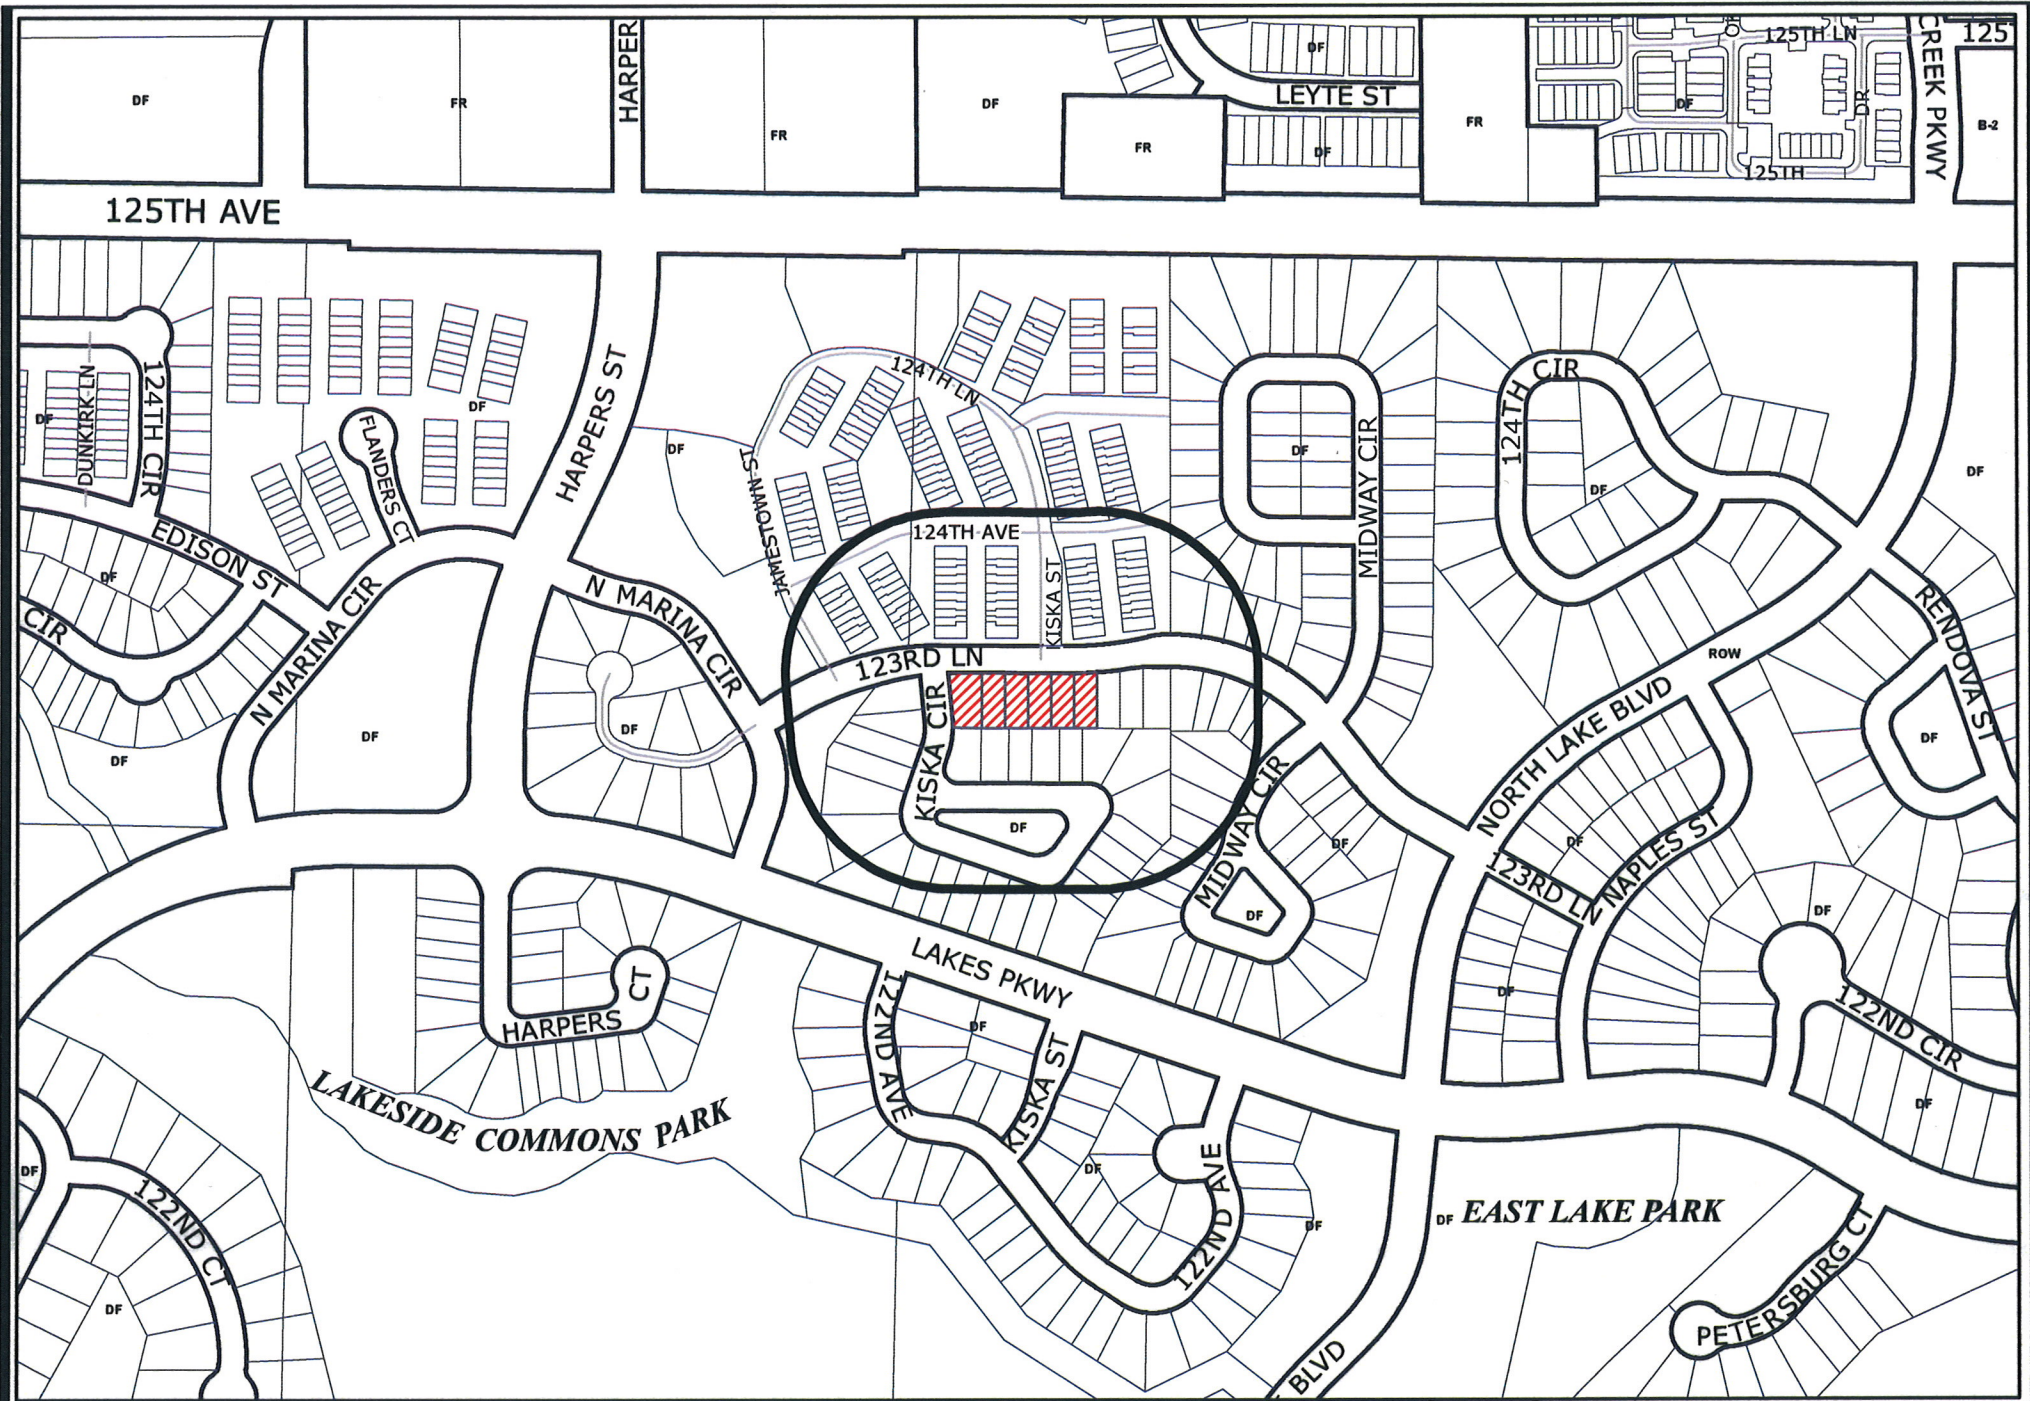 HARPER
CREEK PKWY
125TH LN
125
DF
DF
FR
DF
LEYTE ST
FR
DF
DR
B-2
FR
FR
DF
125TH
125TH AVE
124TH CIR
DUNKIRK LN
DF
FLANDERS CT
DF
HARPERS ST
124TH LN
DF
JAMESTOWN ST
DF
MIDWAY CIR
124TH CIR
DF
DF
EDISON ST
DF
CIR
N MARINA CIR
N MARINA CIR
124TH AVE
KISKA ST
123RD LN
KISKA CIR
DF
DF
DF
DF
MIDWAY CIR
DF
DF
ROW
NORTH LAKE BLVD
RENDOVA ST
DF
DF
NAPLES ST
123RD LN
DF
DF
122ND CIR
DF
LAKES PKWY
HARPERS
CT
122ND AVE
DF
KISKA ST
DF
122ND AVE
DF
LAKESIDE COMMONS PARK
DF
122ND CT
DF
DF EAST LAKE PARK
PETERSBURG CT
BLVD